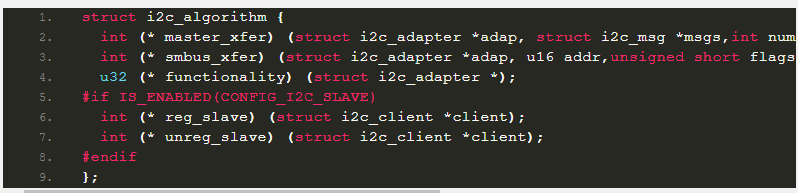 1. struct i2c_algorithm {
2. int (* master_xfer) (struct i2c_adapter *adap, struct i2c_msg *msgs,int num
3. int (* smbus_xfer) (struct i2c_adapter *adap, u16 addr,unsigned short flags
4. u32 (* functionality) (struct i2c_adapter *);
5. #if IS_ENABLED(CONFIG_I2C_SLAVE)
6. int (* reg_slave) (struct i2c_client *client);
7. int (* unreg_slave) (struct i2c_client *client);
8. #endif
9. };